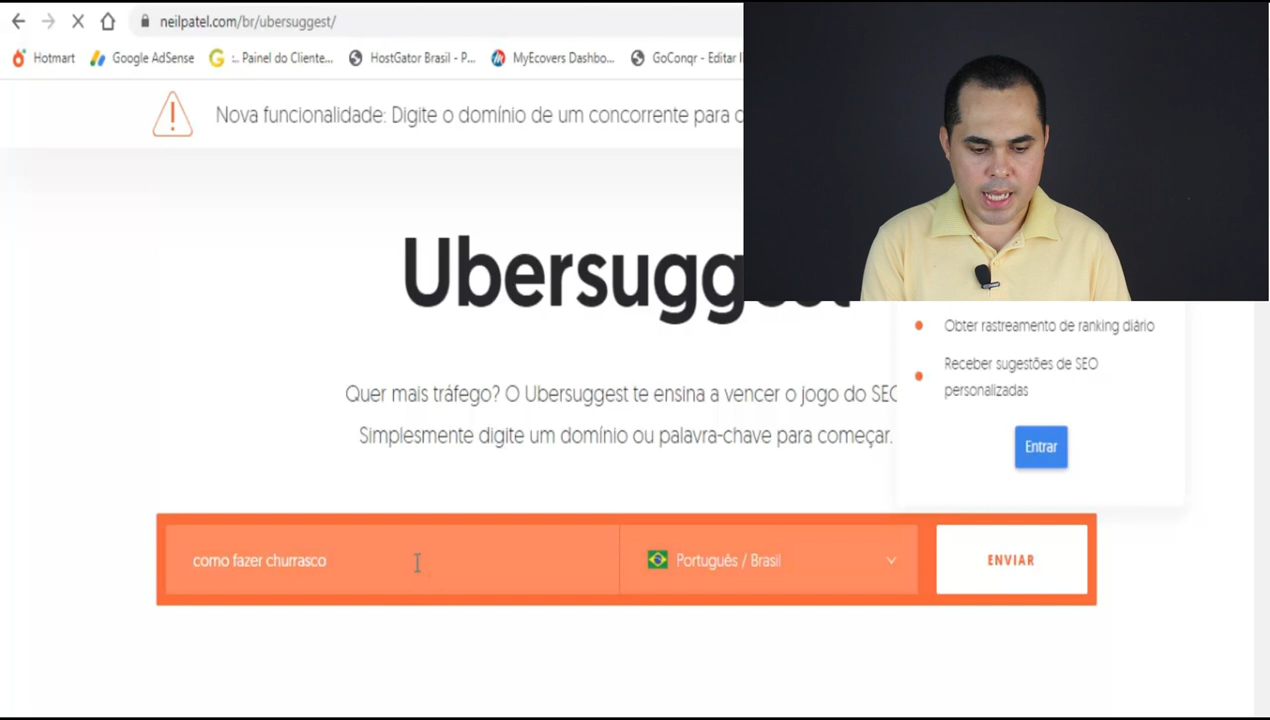 neilpatel.com/br/ubersuggest/
Hotmart
Google AdSense
:. Painel do Cliente...
HostGator Brasil - P...
MyEcovers Dashbo...
GoConqr - Editar
Nova funcionalidade: Digite o domínio de um concorrente para
Ubersuggest
Obter rastreamento de ranking diário
Receber sugestões de SEO
personalizadas
Entrar
Quer mais tráfego? O Ubersuggest te ensina a vencer o jogo do SEO
Simplesmente digite um domínio ou palavra-chave para começar.
como fazer churrasco
Português / Brasil
ENVIAR